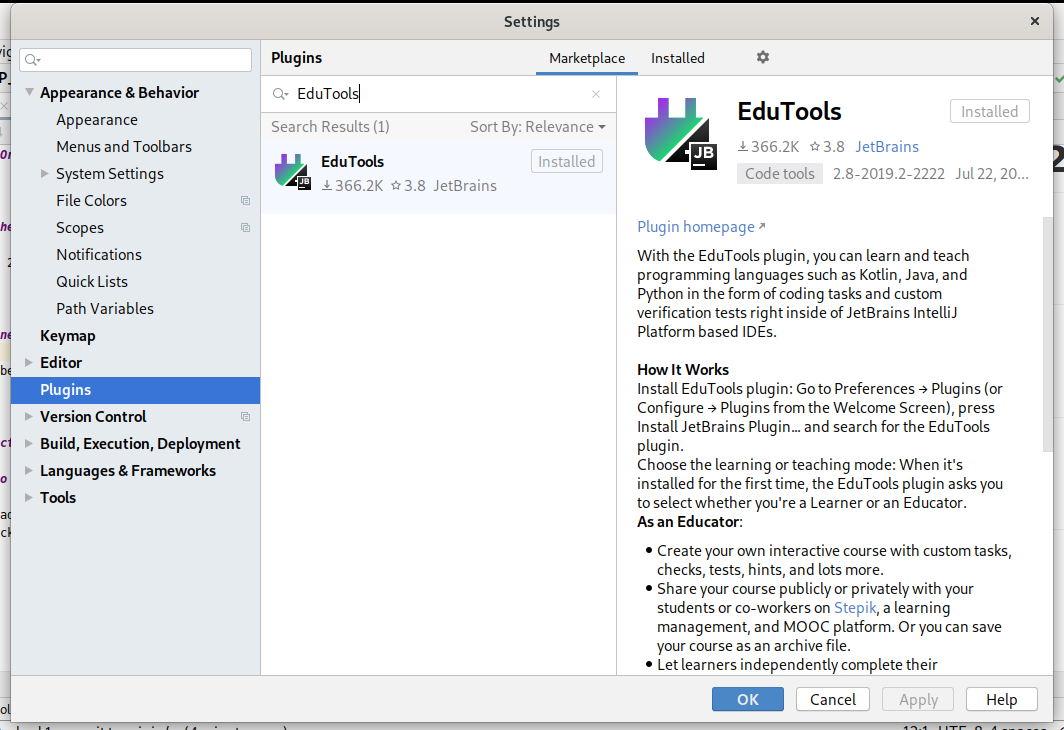 Settings
Plugins
Marketplace
Installed
Appearance & Behavior
Appearance
Menus and Toolbars
System Settings
File Colors
Scopes
Notifications
Quick Lists
Path Variables
Keymap
Editor
Plugins
Version Control
Build, Execution, Deployment
Languages & Frameworks
Tools
EduTools
Search Results (1)
Sort By: Relevance
EduTools
Installed
366.2K 3.8 JetBrains
JB
JB
EduTools
Installed
366.2K 3.8 JetBrains
Code tools 2.8-2019.2-2222 Jul 22, 20...
Plugin homepage
With the EduTools plugin, you can learn and teach
programming languages such as Kotlin, Java, and
Python in the form of coding tasks and custom
verification tests right inside of JetBrains IntelliJ
Platform based IDEs.
How It Works
Install EduTools plugin: Go to Preferences → Plugins (or
Configure → Plugins from the Welcome Screen), press
Install JetBrains Plugin... and search for the EduTools
plugin.
Choose the learning or teaching mode: When it's
installed for the first time, the EduTools plugin asks you
to select whether you're a Learner or an Educator.
As an Educator:
• Create your own interactive course with custom tasks,
checks, tests, hints, and lots more.
• Share your course publicly or privately with your
students or co-workers on Stepik, a learning
management, and MOOC platform. Or you can save
your course as an archive file.
• Let learners independently complete their
OK
Cancel
Apply
Help